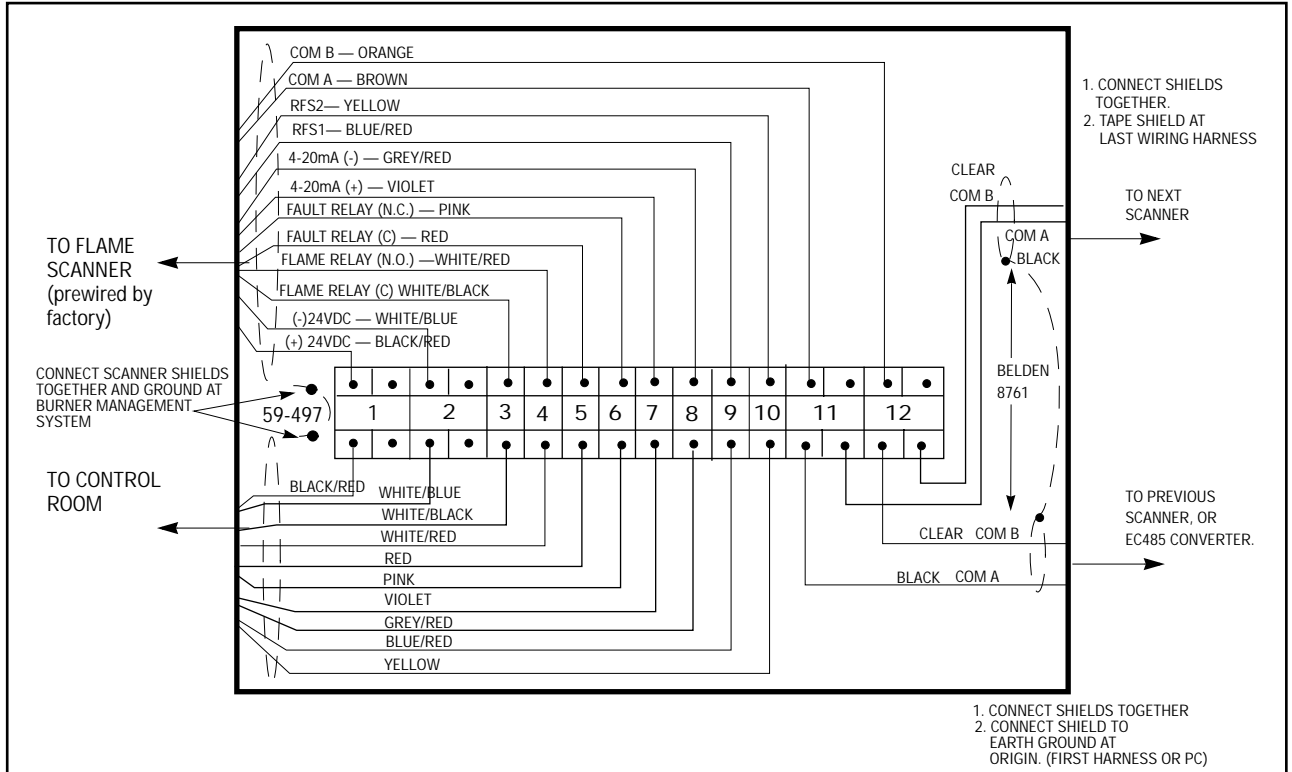 COM B — ORANGE
COM A — BROWN
RFS2— YELLOW
RFS1— BLUE/RED
4-20mA (-) — GREY/RED
4-20mA (+) — VIOLET
FAULT RELAY (N.C.) — PINK
FAULT RELAY (C) — RED
FLAME RELAY (N.O.) —WHITE/RED
FLAME RELAY (C) WHITE/BLACK
(-)24VDC — WHITE/BLUE
(+) 24VDC — BLACK/RED
TO FLAME
SCANNER
(prewired by
factory)
CONNECT SCANNER SHIELDS
TOGETHER AND GROUND AT
BURNER MANAGEMENT
SYSTEM
59-497
1 2 3 4 5 6 7 8 9 10 11 12
TO CONTROL
ROOM
BLACK/RED
WHITE/BLUE
WHITE/BLACK
WHITE/RED
RED
PINK
VIOLET
GREY/RED
BLUE/RED
YELLOW
1. CONNECT SHIELDS
TOGETHER.
2. TAPE SHIELD AT
LAST WIRING HARNESS
CLEAR
COM B
COM A
BLACK
TO NEXT
SCANNER
BELDEN
8761
CLEAR COM B
BLACK COM A
TO PREVIOUS
SCANNER, OR
EC485 CONVERTER.
1. CONNECT SHIELDS TOGETHER
2. CONNECT SHIELD TO
EARTH GROUND AT
ORIGIN. (FIRST HARNESS OR PC)